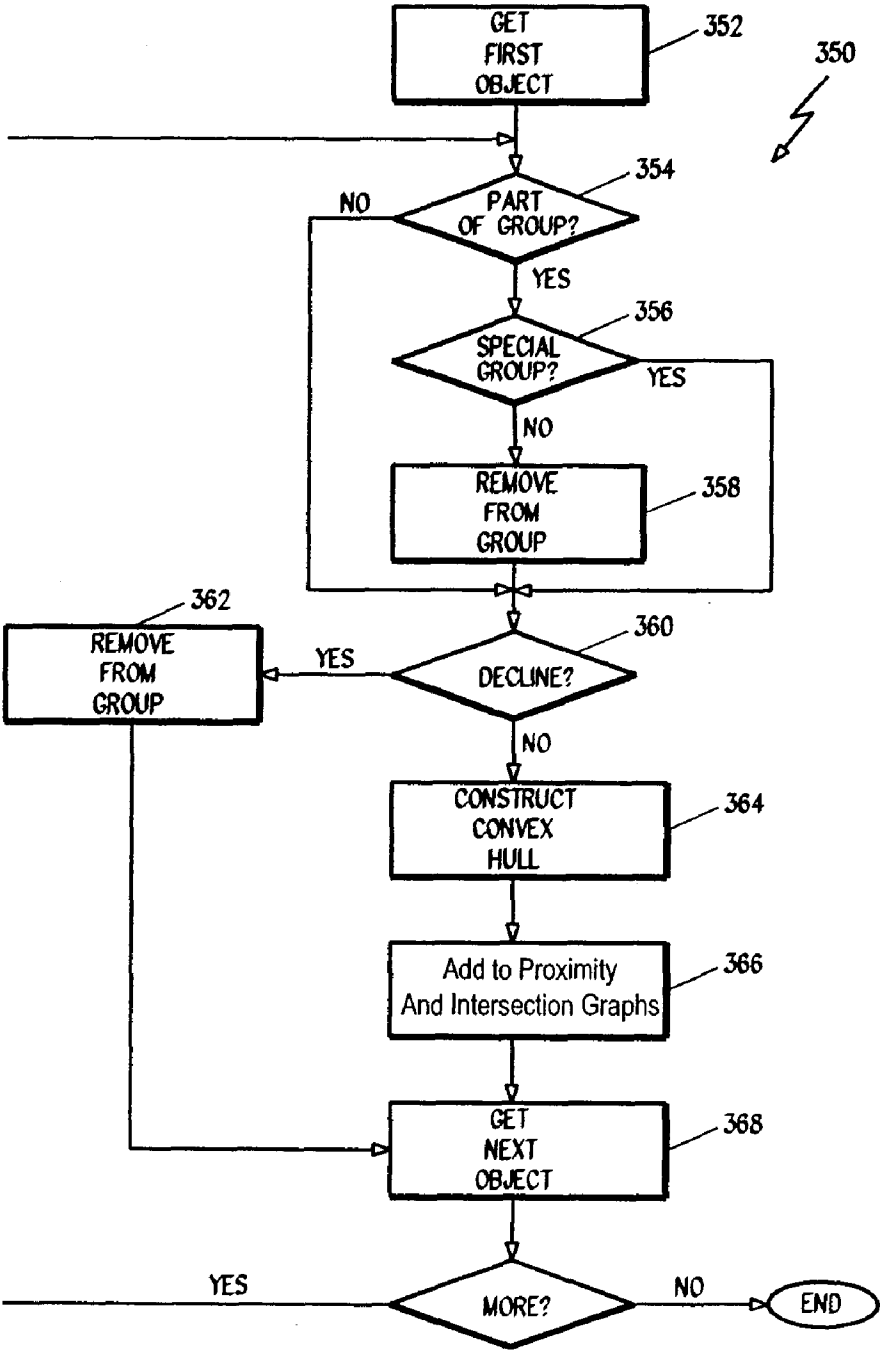 GET
FIRST
OBJECT
352
350
354
NO
PART
OF GROUP?
YES
356
SPECIAL
GROUP?
YES
NO
REMOVE
FROM
GROUP
358
362
REMOVE
FROM
GROUP
YES
360
DECLINE?
NO
CONSTRUCT
CONVEX
HULL
364
Add to Proximity
And Intersection Graphs
366
GET
NEXT
OBJECT
368
YES
MORE?
NO
END